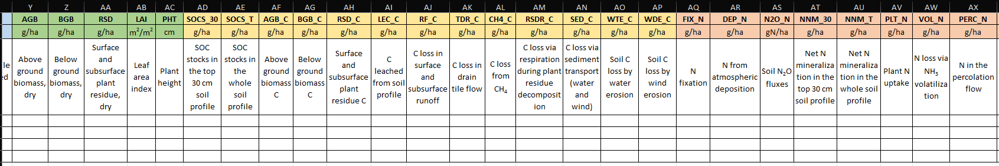 Y Z AA AB AC AD AE AF AG AH AI AJ AK AL AM AN AO AP AQ AR AS AT AU AV AW AX
AGB BGB RSD LAI PHT SOCS_30 SOCS_T AGB_C BGB_C RSD_C LEC_C RF_C TDR_C CH4_C RSDR_C SED_C WTE_C WDE_C FIX_N DEP_N N2O_N NNM_30 NNM_T PLT_N VOL_N PERC_N
g/ha g/ha g/ha m²/m² cm g/ha g/ha g/ha g/ha g/ha g/ha g/ha g/ha g/ha g/ha g/ha g/ha g/ha g/ha g/ha gN/ha g/ha g/ha g/ha g/ha g/ha
Above
ground
biomass,
dry
Below
ground
biomass,
dry
Surface
and
subsurface
plant
residue,
dry
Leaf
area
index
Plant
height
SOC
stocks in
the top
30 cm
soil
profile
SOC
stocks in
the
whole
soil
profile
Above
ground
biomass
C
Below
ground
biomass
C
Surface
and
subsurface
plant
residue C
C
leached
from soil
profile
C loss in
surface
and
subsurface
runoff
C loss in
drain
tile flow
C loss
from
CH₄
C loss via
respiration
during plant
residue
decomposit
ion
C loss via
sediment
transport
(water
and
wind)
Soil C
loss by
water
erosion
Soil C
loss by
wind
erosion
N
fixation
N from
atmospheric
deposition
Soil N₂O
fluxes
Net N
mineraliza
tion in the
top 30 cm
soil profile
Net N
mineraliza
tion in the
whole soil
profile
Plant N
uptake
N loss via
NH₃
volatiliza
tion
N in the
percolation
flow